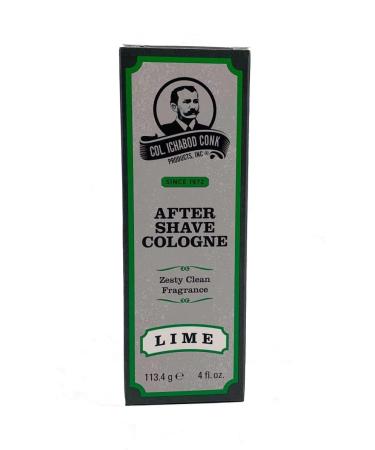 COL. ICHABOD CONK
PRODUCTS, INC ®
SINCE 1972
AFTER
SHAVE
COLOGNE
Zesty Clean
Fragrance
LIME
113.4 g ℮ 4 fl. oz.